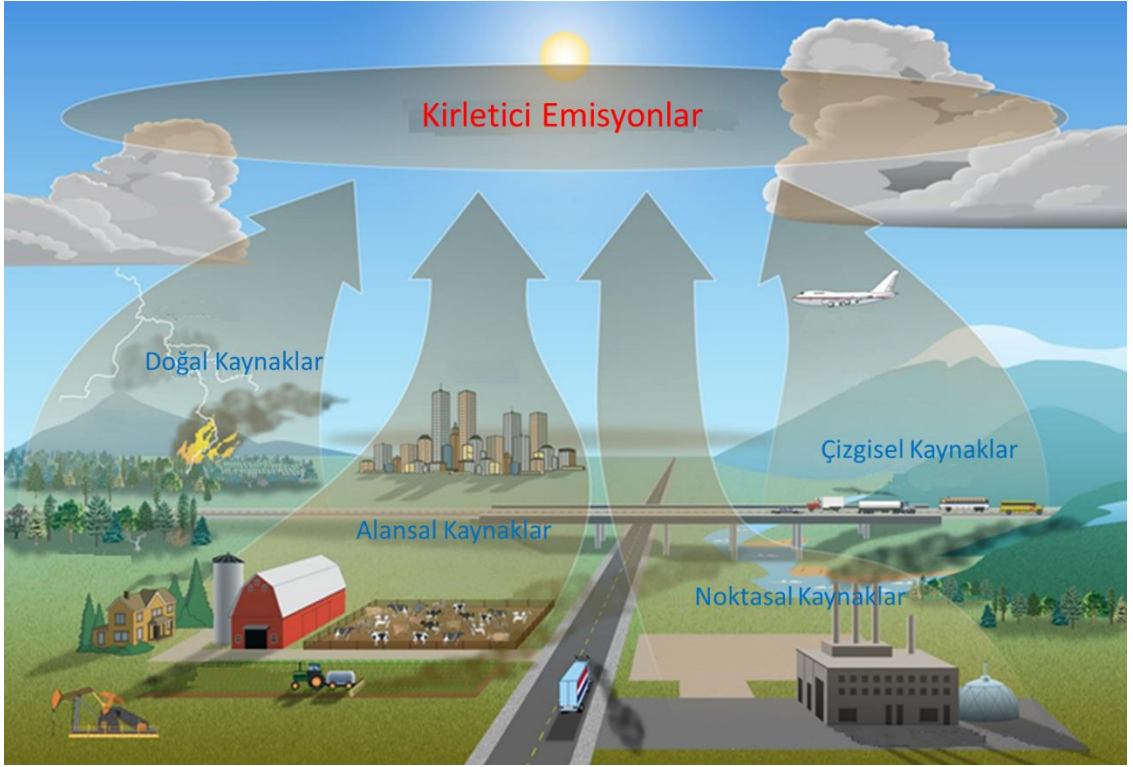 Kirletici Emisyonlar
Doğal Kaynaklar
Çizgisel Kaynaklar
Alansal Kaynaklar
Noktasal Kaynaklar